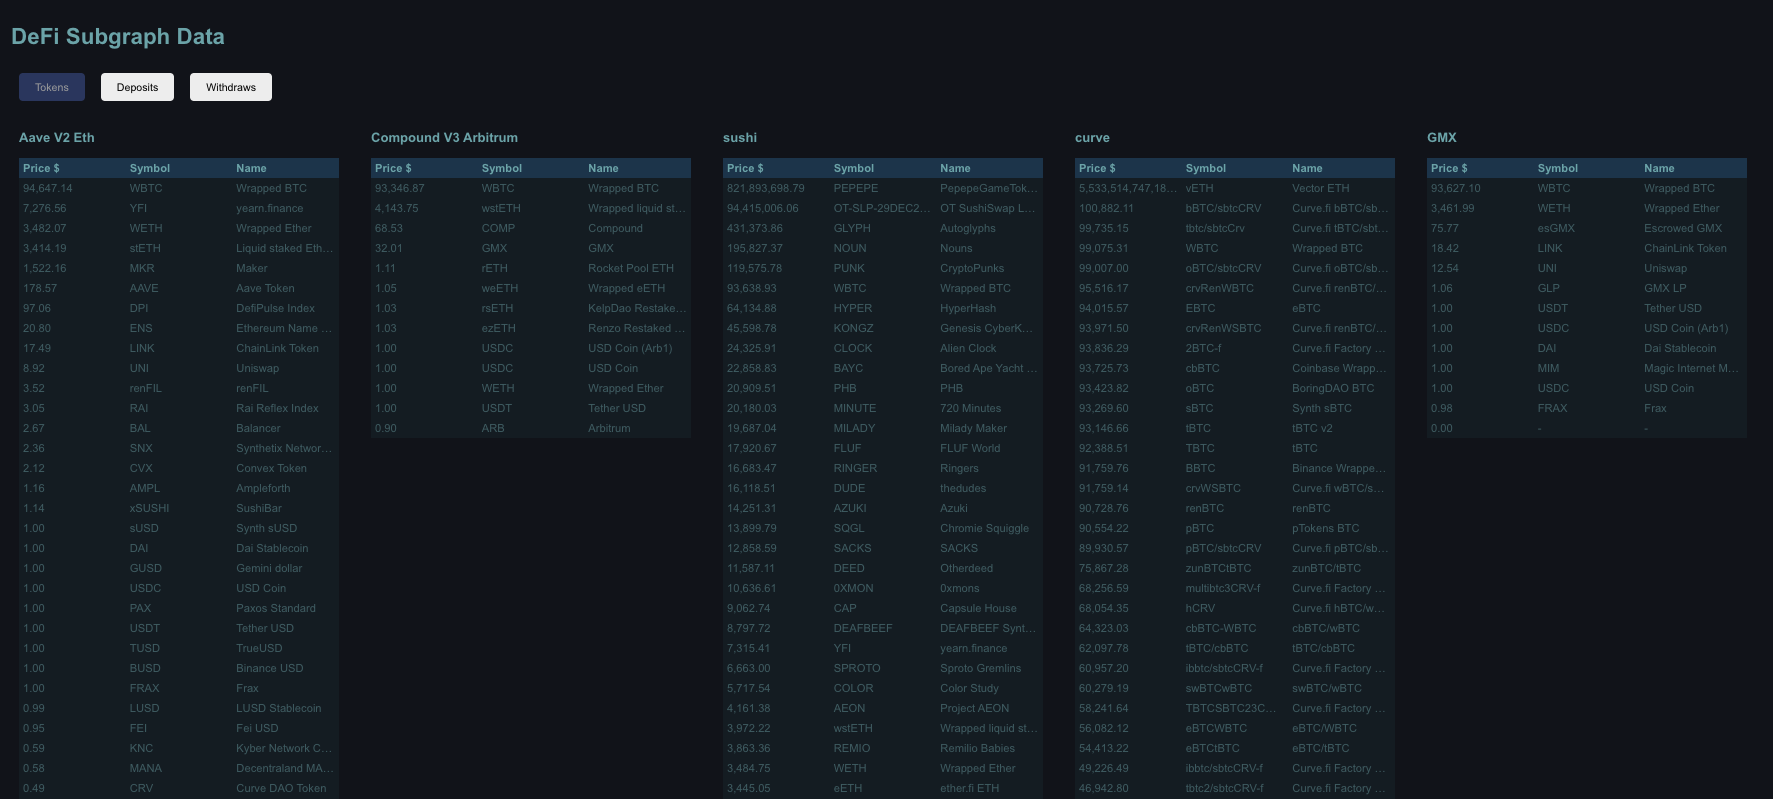 DeFi Subgraph Data
Tokens Deposits Withdraws
Aave V2 Eth
Price $ Symbol Name
94,647.14 WBTC Wrapped BTC
7,276.56 YFI yearn.finance
3,482.07 WETH Wrapped Ether
3,414.19 stETH Liquid staked Eth...
1,522.16 MKR Maker
178.57 AAVE Aave Token
97.06 DPI DefiPulse Index
20.80 ENS Ethereum Name ...
17.49 LINK ChainLink Token
8.92 UNI Uniswap
3.52 renFIL renFIL
3.05 RAI Rai Reflex Index
2.67 BAL Balancer
2.36 SNX Synthetix Networ...
2.12 CVX Convex Token
1.16 AMPL Ampleforth
1.14 xSUSHI SushiBar
1.00 sUSD Synth sUSD
1.00 DAI Dai Stablecoin
1.00 GUSD Gemini dollar
1.00 USDC USD Coin
1.00 PAX Paxos Standard
1.00 USDT Tether USD
1.00 TUSD TrueUSD
1.00 BUSD Binance USD
1.00 FRAX Frax
0.99 LUSD LUSD Stablecoin
0.95 FEI Fei USD
0.59 KNC Kyber Network C...
0.58 MANA Decentraland MA...
0.49 CRV Curve DAO Token
Compound V3 Arbitrum
Price $ Symbol Name
93,346.87 WBTC Wrapped BTC
4,143.75 wstETH Wrapped liquid st...
68.53 COMP Compound
32.01 GMX GMX
1.11 rETH Rocket Pool ETH
1.05 weETH Wrapped eETH
1.03 rsETH KelpDao Restake...
1.03 ezETH Renzo Restaked ...
1.00 USDC USD Coin (Arb1)
1.00 USDC USD Coin
1.00 WETH Wrapped Ether
1.00 USDT Tether USD
0.90 ARB Arbitrum
sushi
Price $ Symbol Name
821,893,698.79 PEPEPE PepepeGameTok...
94,415,006.06 OT-SLP-29DEC2... OT SushiSwap L...
431,373.86 GLYPH Autoglyphs
195,827.37 NOUN Nouns
119,575.78 PUNK CryptoPunks
93,638.93 WBTC Wrapped BTC
64,134.88 HYPER HyperHash
45,598.78 KONGZ Genesis CyberK...
24,325.91 CLOCK Alien Clock
22,858.83 BAYC Bored Ape Yacht ...
20,909.51 PHB PHB
20,180.03 MINUTE 720 Minutes
19,687.04 MILADY Milady Maker
17,920.67 FLUF FLUF World
16,683.47 RINGER Ringers
16,118.51 DUDE thedudes
14,251.31 AZUKI Azuki
13,899.79 SQGL Chromie Squiggle
12,858.59 SACKS SACKS
11,587.11 DEED Otherdeed
10,636.61 0XMON 0xmons
9,062.74 CAP Capsule House
8,797.72 DEAFBEEF DEAFBEEF Synt...
7,315.41 YFI yearn.finance
6,663.00 SPROTO Sproto Gremlins
5,717.54 COLOR Color Study
4,161.38 AEON Project AEON
3,972.22 wstETH Wrapped liquid st...
3,863.36 REMIO Remilio Babies
3,484.75 WETH Wrapped Ether
3,445.05 eETH ether.fi ETH
curve
Price $ Symbol Name
5,533,514,747,18... vETH Vector ETH
100,882.11 bBTC/sbtcCRV Curve.fi bBTC/sb...
99,735.15 tbtc/sbtcCrv Curve.fi tBTC/sbt...
99,075.31 WBTC Wrapped BTC
99,007.00 oBTC/sbtcCRV Curve.fi oBTC/sb...
95,516.17 crvRenWBTC Curve.fi renBTC/...
94,015.57 EBTC eBTC
93,971.50 crvRenWSBTC Curve.fi renBTC/...
93,836.29 2BTC-f Curve.fi Factory ...
93,725.73 cbBTC Coinbase Wrapp...
93,423.82 oBTC BoringDAO BTC
93,269.60 sBTC Synth sBTC
93,146.66 tBTC tBTC v2
92,388.51 TBTC tBTC
91,759.76 BBTC Binance Wrappe...
91,759.14 crvWSBTC Curve.fi wBTC/s...
90,728.76 renBTC renBTC
90,554.22 pBTC pTokens BTC
89,930.57 pBTC/sbtcCRV Curve.fi pBTC/sb...
75,867.28 zunBTCtBTC zunBTC/tBTC
68,256.59 multibtc3CRV-f Curve.fi Factory ...
68,054.35 hCRV Curve.fi hBTC/w...
64,323.03 cbBTC-WBTC cbBTC/wBTC
62,097.78 tBTC/cbBTC tBTC/cbBTC
60,957.20 ibbtc/sbtcCRV-f Curve.fi Factory ...
60,279.19 swBTCwBTC swBTC/wBTC
58,241.64 TBTCSBTC23C... Curve.fi Factory ...
56,082.12 eBTCWBTC eBTC/WBTC
54,413.22 eBTCtBTC eBTC/tBTC
49,226.49 ibbtc/sbtcCRV-f Curve.fi Factory ...
46,942.80 tbtc2/sbtcCRV-f Curve.fi Factory ...
GMX
Price $ Symbol Name
93,627.10 WBTC Wrapped BTC
3,461.99 WETH Wrapped Ether
75.77 esGMX Escrowed GMX
18.42 LINK ChainLink Token
12.54 UNI Uniswap
1.06 GLP GMX LP
1.00 USDT Tether USD
1.00 USDC USD Coin (Arb1)
1.00 DAI Dai Stablecoin
1.00 MIM Magic Internet M...
1.00 USDC USD Coin
0.98 FRAX Frax
0.00 - -